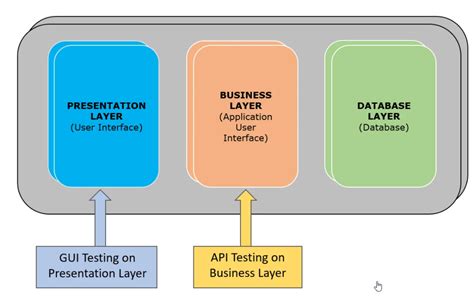 PRESENTATION
LAYER
(User Interface)
BUSINESS
LAYER
(Application
User
Interface)
DATABASE
LAYER
(Database)
GUI Testing on
Presentation Layer
API Testing on
Business Layer